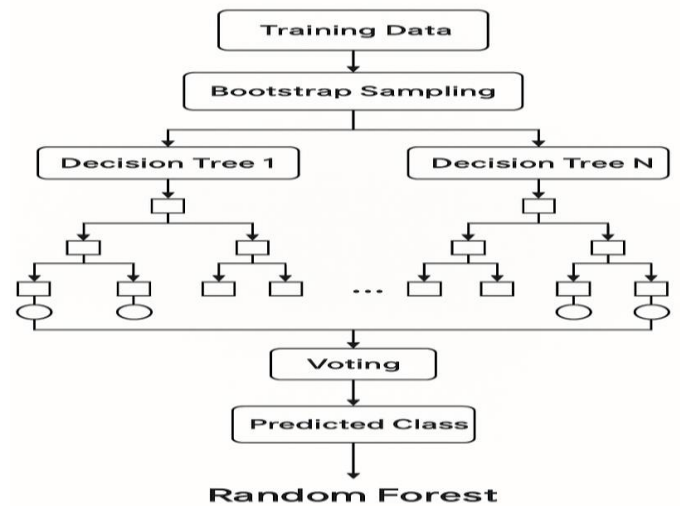 Training Data
Bootstrap Sampling
Decision Tree 1
Decision Tree N
...
Voting
Predicted Class
Random Forest